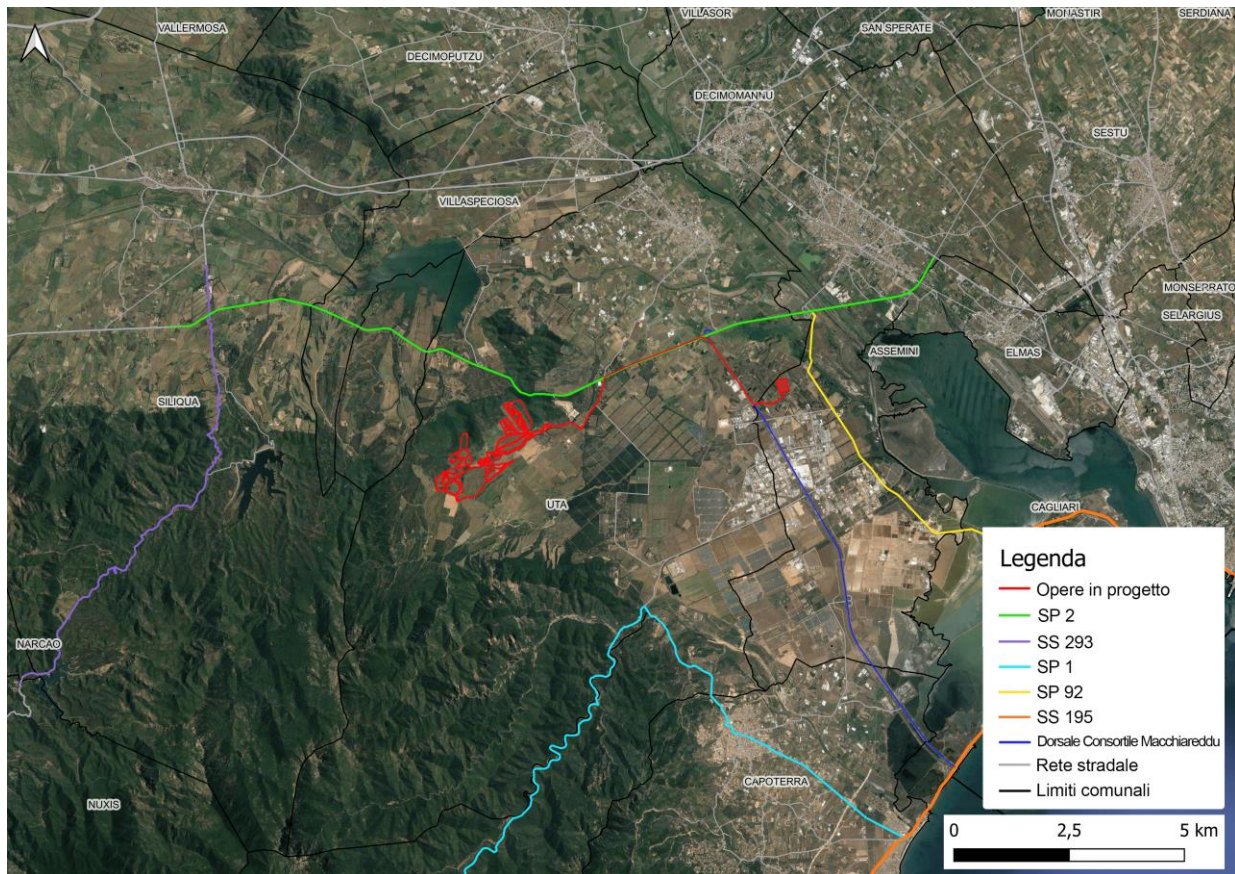 VALLERMOSA
VILLASOR
MONASTIR
SERDIANA
SAN SPERATE
DECIMOPUTZU
DECIMOMANNU
SESTU
VILLASPECIOSA
MONSERRATO
SELARGIUS
ASSEMINI
ELMAS
SILIQUA
UTA
CAGLIARI
NARCAO
CAPOTERRA
NUXIS
Legenda
Opere in progetto
SP 2
SS 293
SP 1
SP 92
SS 195
Dorsale Consortile Macchiareddu
Rete stradale
Limiti comunali
0 2,5 5 km